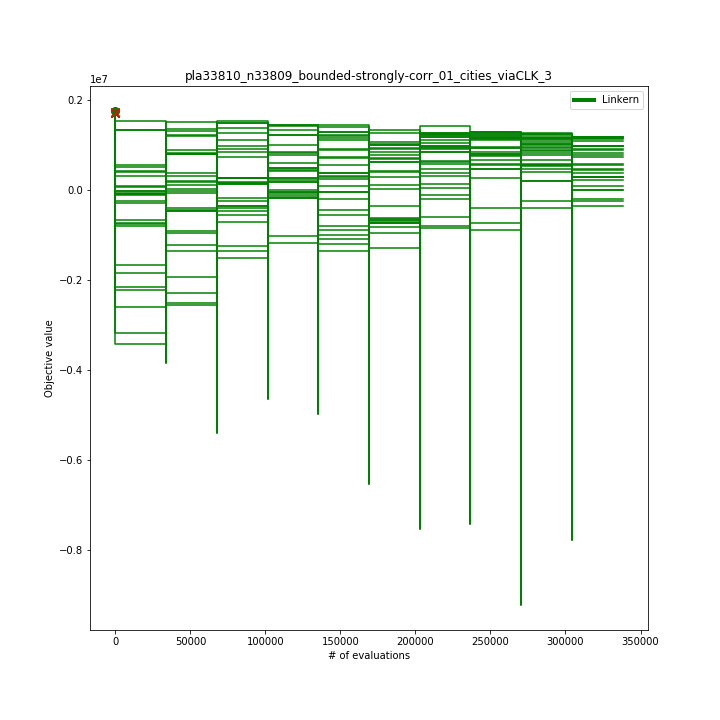 pla33810_n33809_bounded-strongly-corr_01_cities_viaCLK_3
1e7
Linkern
0.2
0.0
−0.2
−0.4
−0.6
−0.8
Objective value
0
50000
100000
150000
200000
250000
300000
350000
# of evaluations